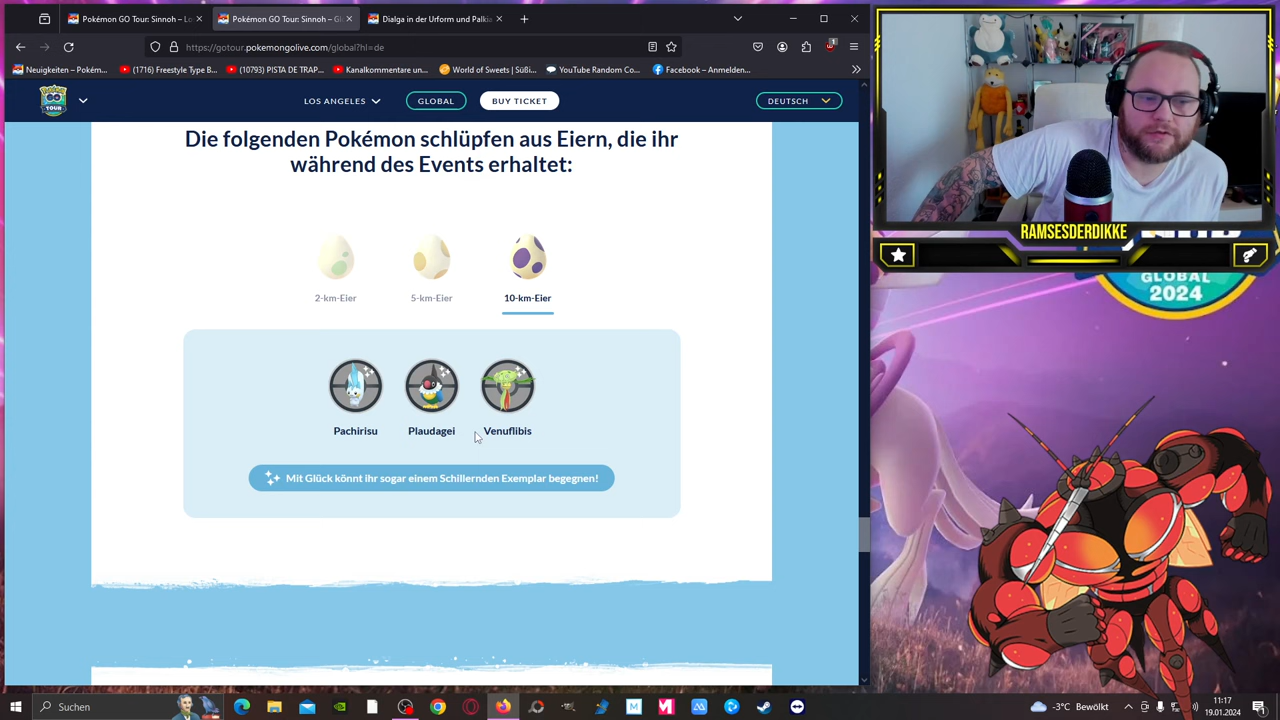 Pokémon GO Tour: Sinnoh – Lo
Pokémon GO Tour: Sinnoh – Gl
Dialga in der Urform und Palkia
https://gotour.pokemongolive.com/global?hl=de
Neuigkeiten – Pokém...
(1716) Freestyle Type B...
(10793) PISTA DE TRAP...
Kanalkommentare un...
World of Sweets | Süßi...
YouTube Random Co...
Facebook – Anmelden...
LOS ANGELES
GLOBAL
BUY TICKET
DEUTSCH
Die folgenden Pokémon schlüpfen aus Eiern, die ihr
während des Events erhaltet:
2-km-Eier
5-km-Eier
10-km-Eier
Pachirisu
Plaudagei
Venuflibis
Mit Glück könnt ihr sogar einem Schillernden Exemplar begegnen!
RAMSESDERDIKKE
GLOBAL
2024
Suchen
-3°C Bewölkt
11:17
19.01.2024